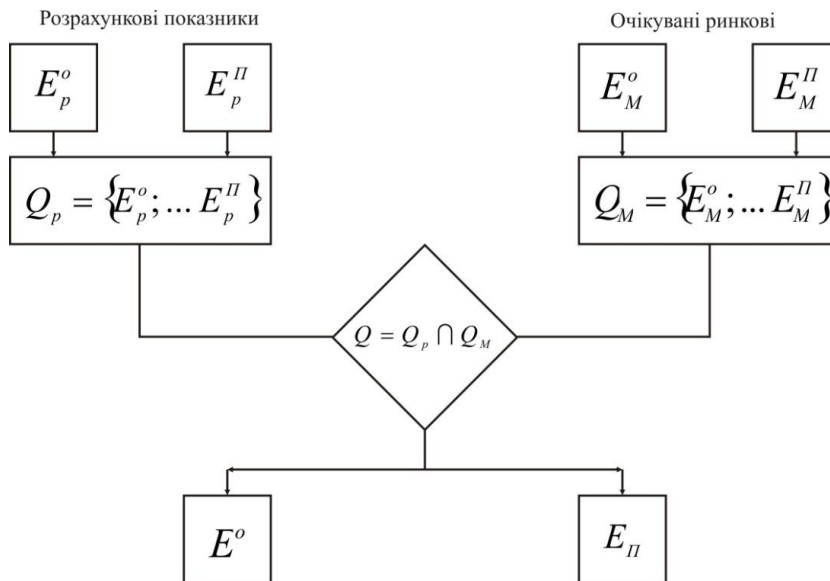 Розрахункові показники
Очікувані ринкові
E_p^o
E_p^П
E_M^o
E_M^П
Q_p = {E_p^o; ... E_p^П}
Q_M = {E_M^o; ... E_M^П}
Q = Q_p ⋂ Q_M
E^o
E_П